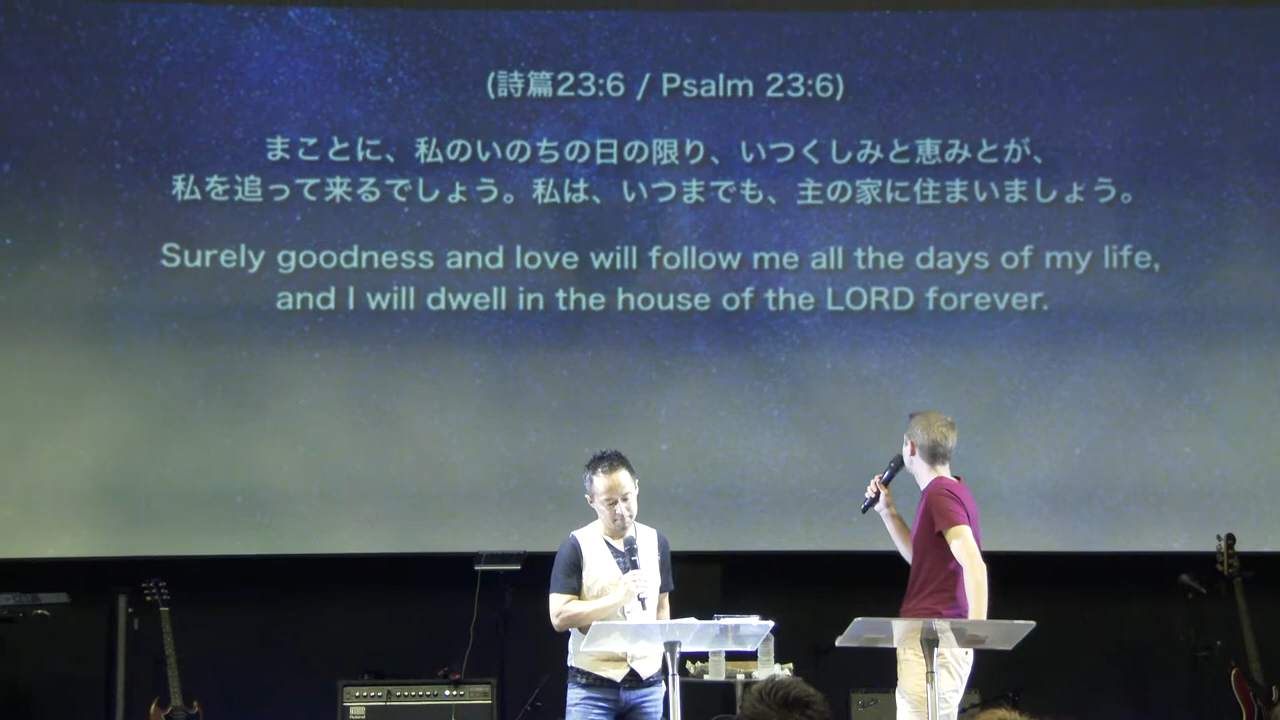 (詩篇23:6 / Psalm 23:6)
まことに、私のいのちの日の限り、いつくしみと恵みとが、
私を追って来るでしょう。私は、いつまでも、主の家に住まいましょう。
Surely goodness and love will follow me all the days of my life,
and I will dwell in the house of the LORD forever.
Roland